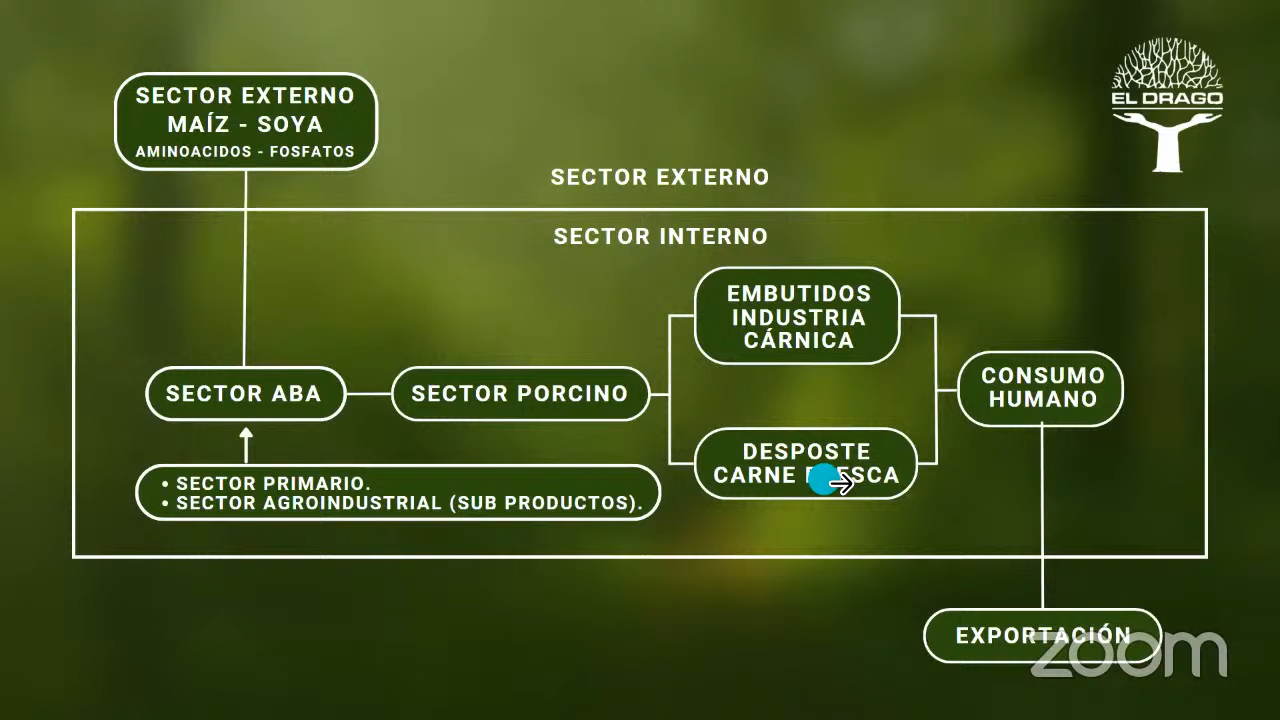 SECTOR EXTERNO
MAÍZ - SOYA
AMINOACIDOS - FOSFATOS
EL DRAGO
SECTOR EXTERNO
SECTOR INTERNO
EMBUTIDOS
INDUSTRIA
CÁRNICA
SECTOR ABA
SECTOR PORCINO
CONSUMO
HUMANO
DESPOSTE
CARNE
• SECTOR PRIMARIO.
• SECTOR AGROINDUSTRIAL (SUB PRODUCTOS).
EXPORTACIÓN
zoom